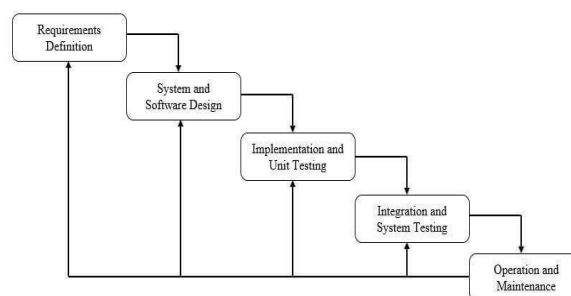 Requirements
Definition
System and
Software Design
Implementation and
Unit Testing
Integration and
System Testing
Operation and
Maintenance